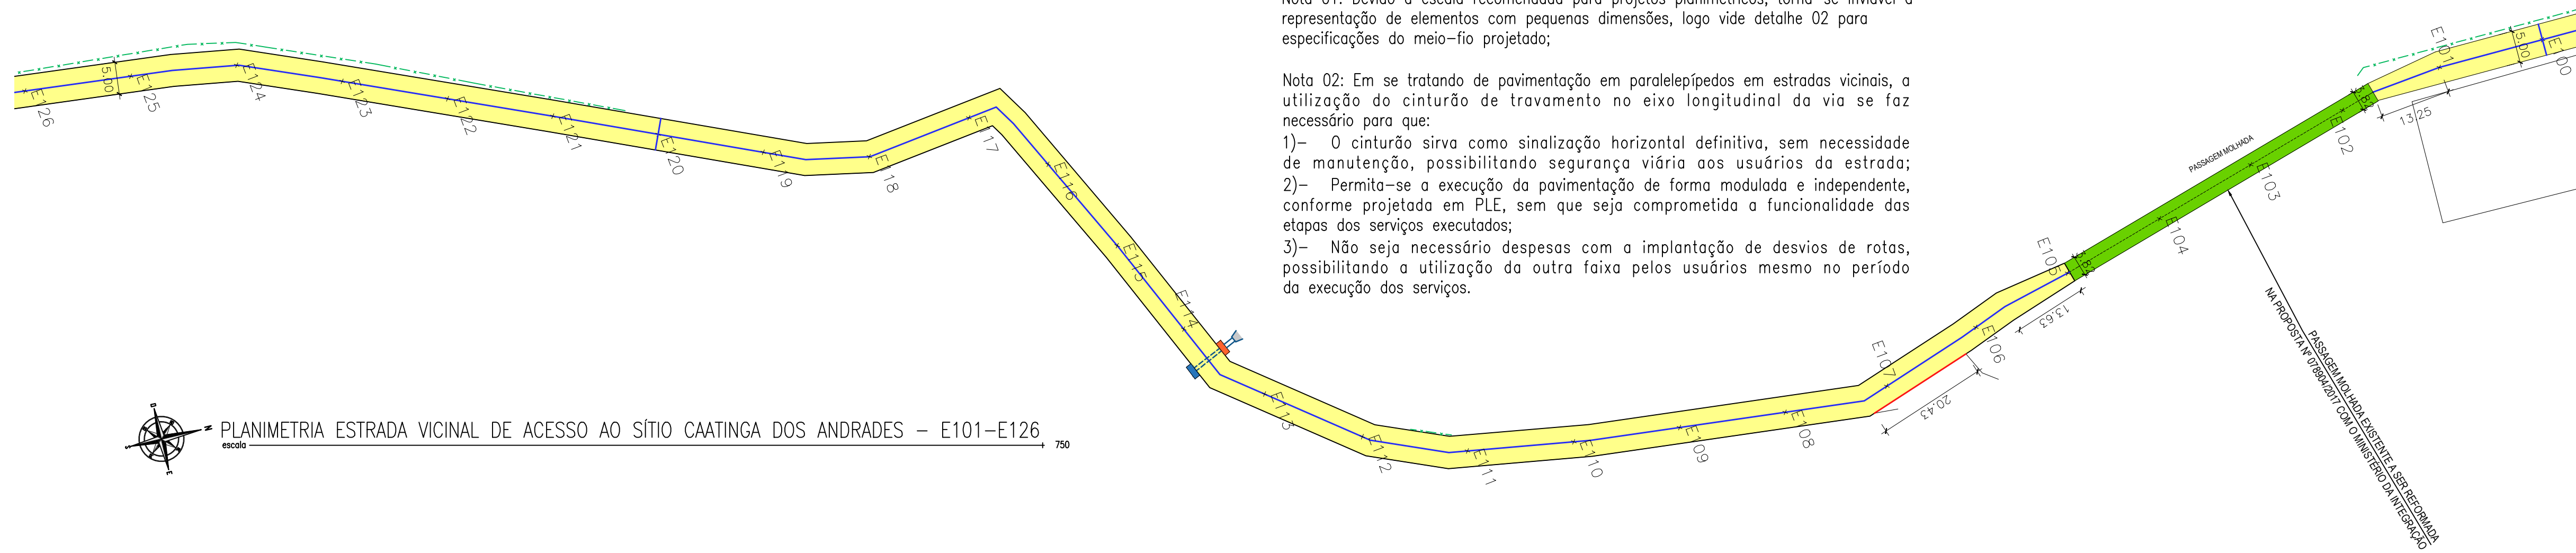 Nota 01: Devido a escala recomendada para projetos planimétricos, torna-se inviável a
representação de elementos com pequenas dimensões, logo vide detalhe 02 para
especificações do meio-fio projetado;
Nota 02: Em se tratando de pavimentação em paralelepípedos em estradas vicinais, a
utilização do cinturão de travamento no eixo longitudinal da via se faz
necessário para que:
1)- O cinturão sirva como sinalização horizontal definitiva, sem necessidade
de manutenção, possibilitando segurança viária aos usuários da estrada;
2)- Permita-se a execução da pavimentação de forma modulada e independente,
conforme projetada em PLE, sem que seja comprometida a funcionalidade das
etapas dos serviços executados;
3)- Não seja necessário despesas com a implantação de desvios de rotas,
possibilitando a utilização da outra faixa pelos usuários mesmo no período
da execução dos serviços.
E126
5.00
E125
E124
E123
E122
E121
E120
E119
E118
E117
E116
E115
E114
E113
E112
E111
E110
E109
E108
E107
20.43
E106
13.63
E105
E104
E103
PASSAGEM MOLHADA
E102
13.25
E101
5.00
E100
PASSAGEM MOLHADA EXISTENTE A SER REFORMADA
NA PROPOSTA Nº 078904/2017 COM O MINISTÉRIO DA INTEGRAÇÃO
N
S
E
PLANIMETRIA ESTRADA VICINAL DE ACESSO AO SÍTIO CAATINGA DOS ANDRADES - E101-E126
escala 750